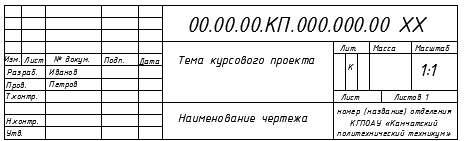 00.00.00.КП.000.000.00 ХХ
Изм. Лист № докум. Подп. Дата
Разраб. Иванов
Пров. Петров
Т.контр.
Н.контр.
Утв.
Тема курсового проекта
Лит. Масса Масштаб
К 1:1
Лист Листов 1
Наименование чертежа
номер (название) отделения
КГПОАУ «Камчатский
политехнический техникум»